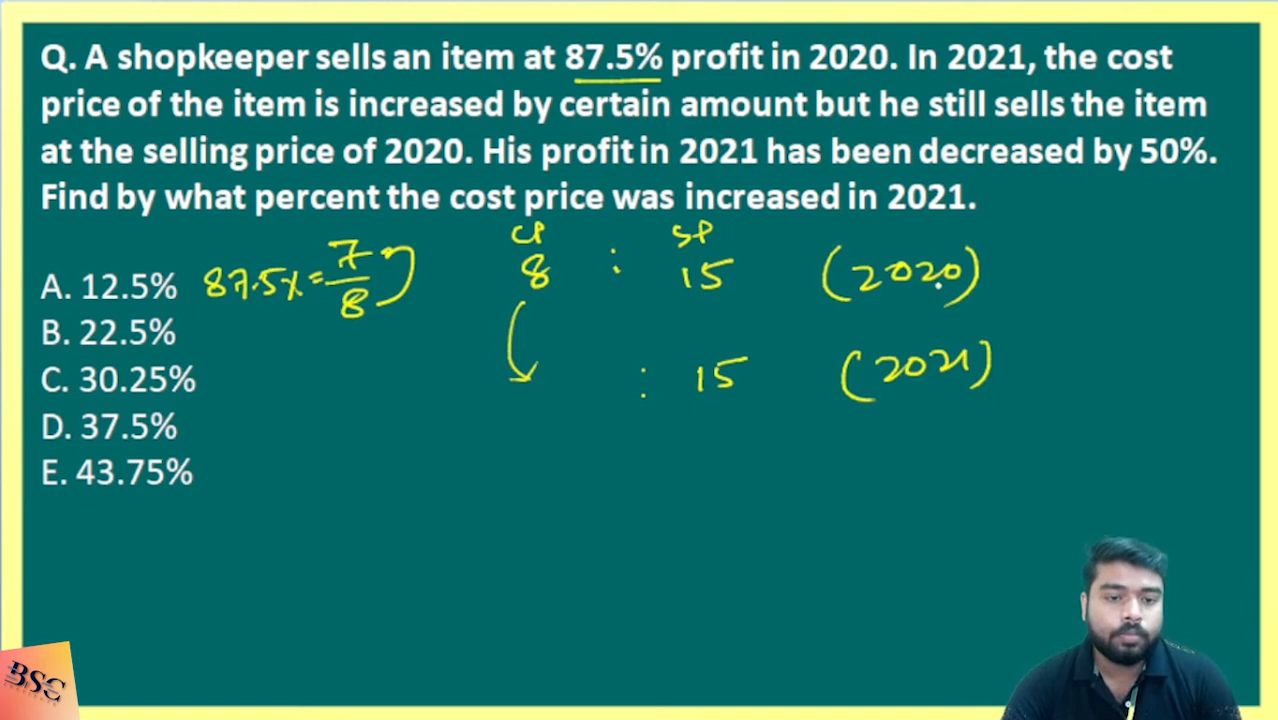 Q. A shopkeeper sells an item at 87.5% profit in 2020. In 2021, the cost
price of the item is increased by certain amount but he still sells the item
at the selling price of 2020. His profit in 2021 has been decreased by 50%.
Find by what percent the cost price was increased in 2021.
CP SP
A. 12.5% 87.5% = 7/8 8 : 15 (2020)
B. 22.5%
C. 30.25% : 15 (2021)
D. 37.5%
E. 43.75%
BSC